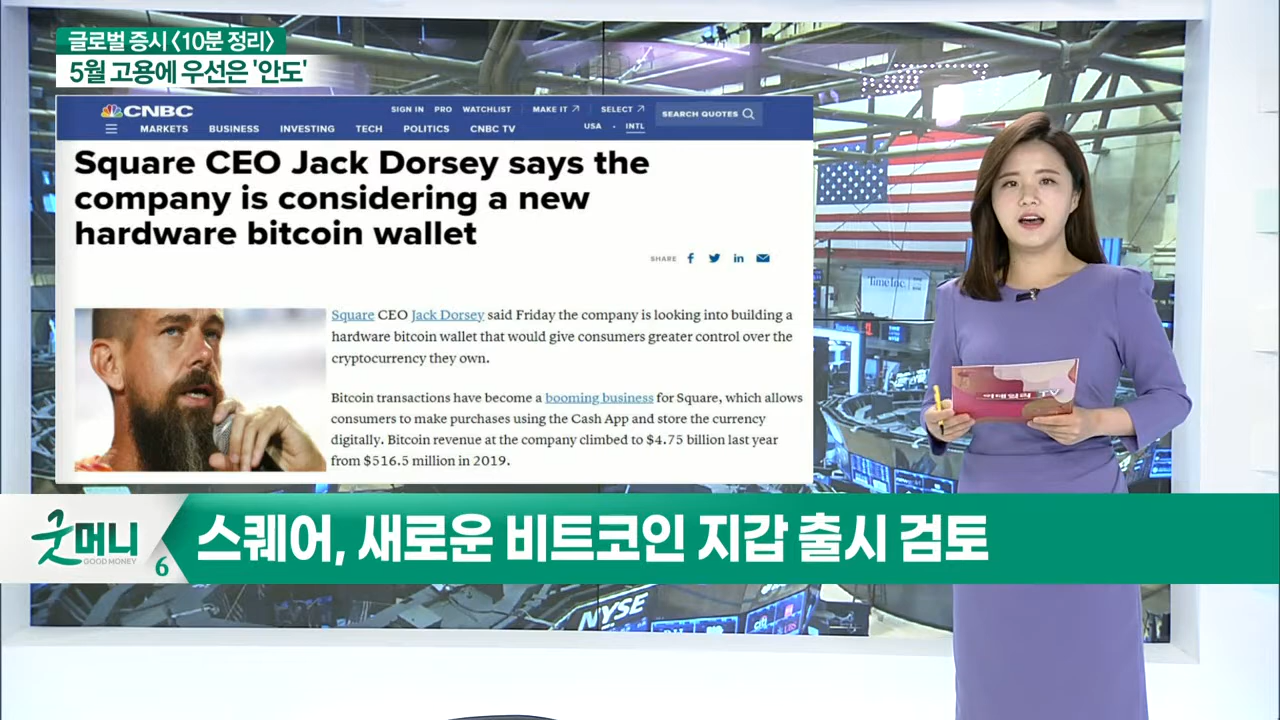 글로벌 증시 <10분 정리>
5월 고용에 우선은 '안도'
CNBC
SIGN IN PRO WATCHLIST MAKE IT SELECT SEARCH QUOTES
MARKETS BUSINESS INVESTING TECH POLITICS CNBC TV USA · INTL
Square CEO Jack Dorsey says the
company is considering a new
hardware bitcoin wallet
SHARE
Square CEO Jack Dorsey said Friday the company is looking into building a
hardware bitcoin wallet that would give consumers greater control over the
cryptocurrency they own.
Bitcoin transactions have become a booming business for Square, which allows
consumers to make purchases using the Cash App and store the currency
digitally. Bitcoin revenue at the company climbed to $4.75 billion last year
from $516.5 million in 2019.
Time Inc.
이데일리 TV
굿머니
GOOD MONEY
6
스퀘어, 새로운 비트코인 지갑 출시 검토
NYSE